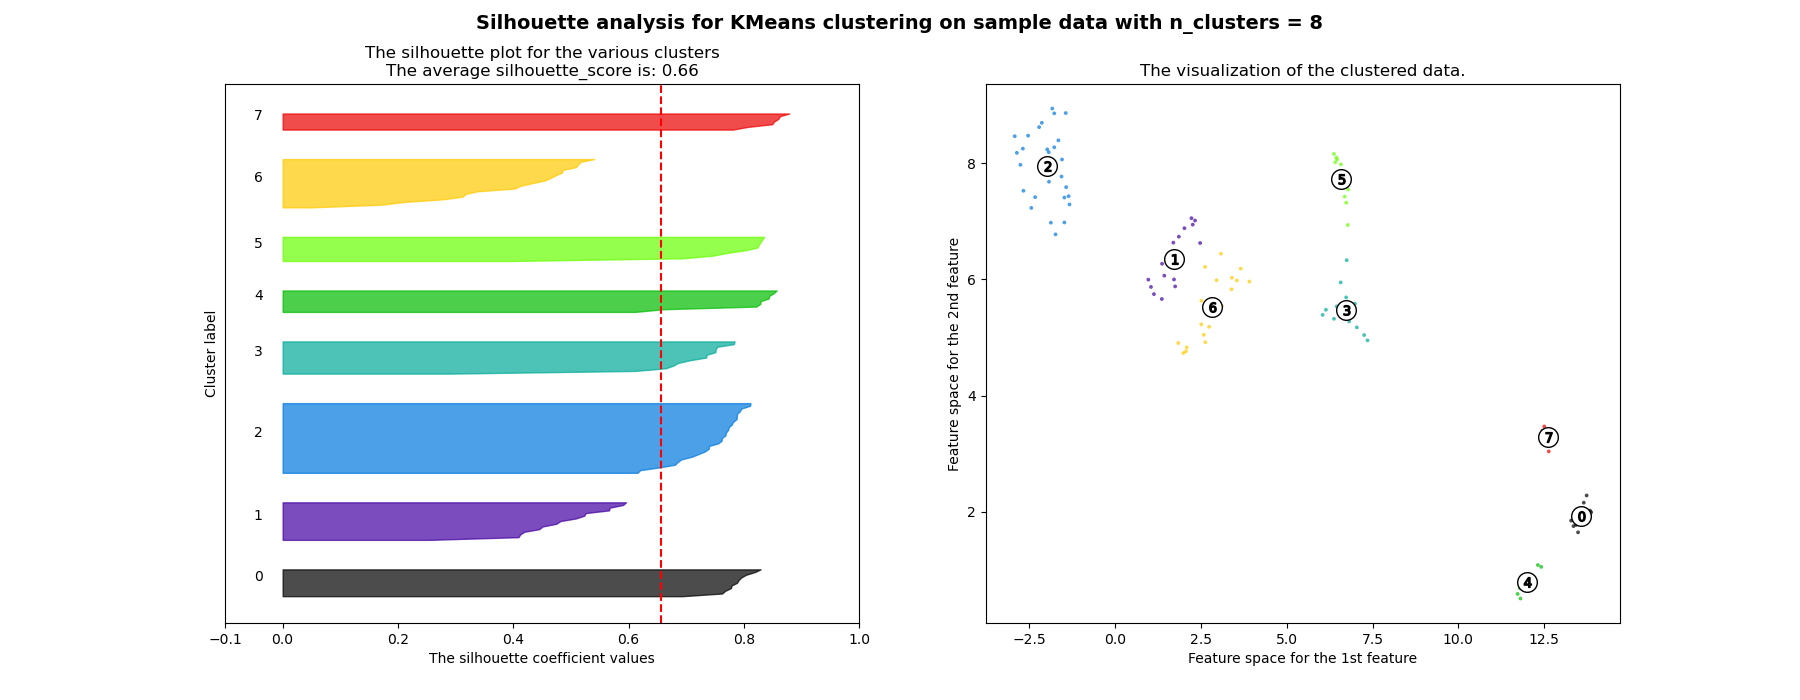 Silhouette analysis for KMeans clustering on sample data with n_clusters = 8
The silhouette plot for the various clusters
The average silhouette_score is: 0.66
7
6
5
4
3
2
1
0
Cluster label
−0.1 0.0 0.2 0.4 0.6 0.8 1.0
The silhouette coefficient values
The visualization of the clustered data.
8
6
4
2
Feature space for the 2nd feature
2
5
1
6
3
7
0
4
−2.5 0.0 2.5 5.0 7.5 10.0 12.5
Feature space for the 1st feature